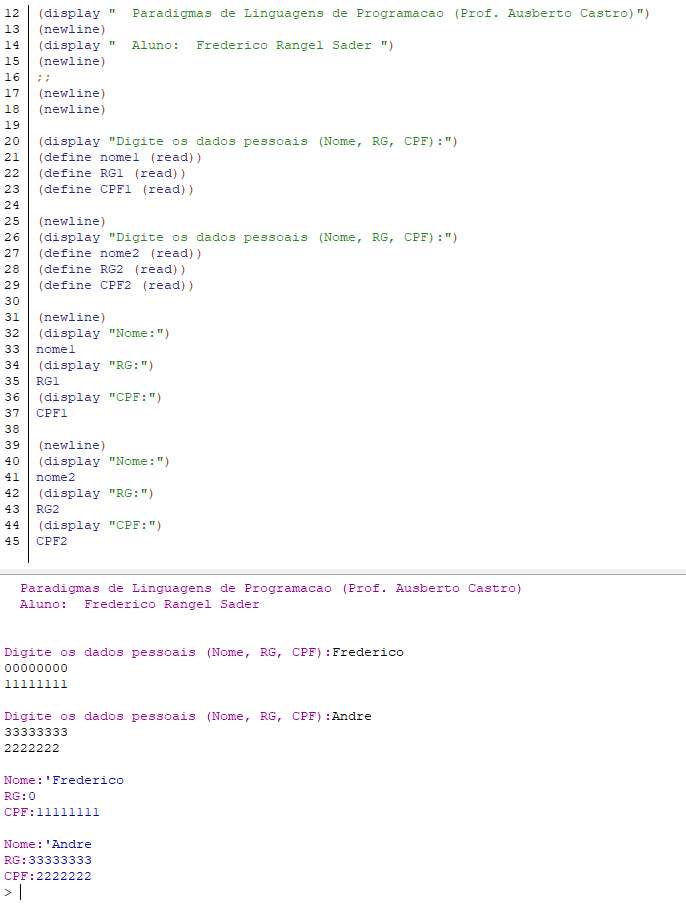 12 (display "  Paradigmas de Linguagens de Programacao (Prof. Ausberto Castro)")
13 (newline)
14 (display "  Aluno:  Frederico Rangel Sader ")
15 (newline)
16 ;;
17 (newline)
18 (newline)
19
20 (display "Digite os dados pessoais (Nome, RG, CPF):")
21 (define nome1 (read))
22 (define RG1 (read))
23 (define CPF1 (read))
24
25 (newline)
26 (display "Digite os dados pessoais (Nome, RG, CPF):")
27 (define nome2 (read))
28 (define RG2 (read))
29 (define CPF2 (read))
30
31 (newline)
32 (display "Nome:")
33 nome1
34 (display "RG:")
35 RG1
36 (display "CPF:")
37 CPF1
38
39 (newline)
40 (display "Nome:")
41 nome2
42 (display "RG:")
43 RG2
44 (display "CPF:")
45 CPF2
  Paradigmas de Linguagens de Programacao (Prof. Ausberto Castro)
  Aluno:  Frederico Rangel Sader
Digite os dados pessoais (Nome, RG, CPF):Frederico
00000000
11111111
Digite os dados pessoais (Nome, RG, CPF):Andre
33333333
2222222
Nome:'Frederico
RG:0
CPF:11111111
Nome:'Andre
RG:33333333
CPF:2222222
>